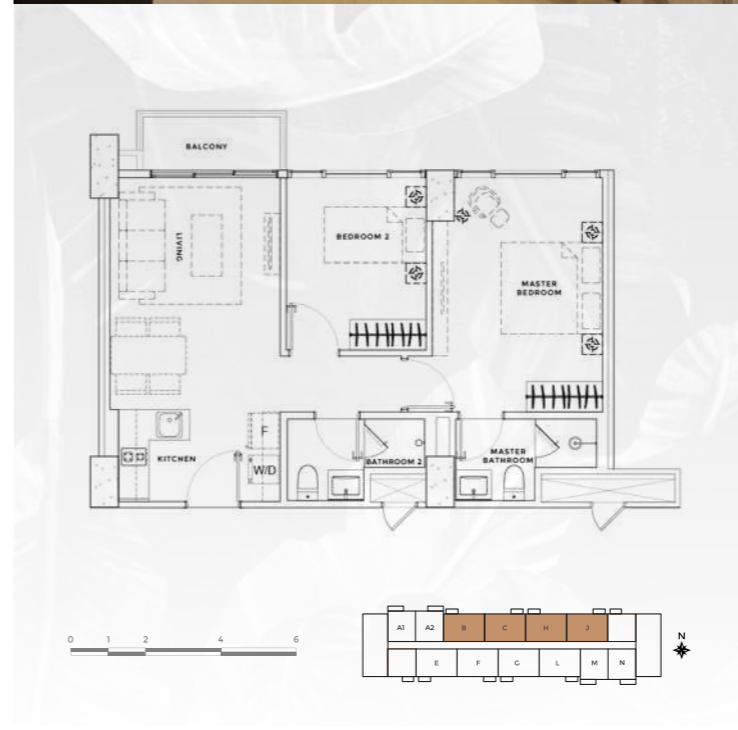 BALCONY
LIVING
BEDROOM 2
MASTER
BEDROOM
F
W/D
KITCHEN
BATHROOM 2
MASTER
BATHROOM
0 1 2 4 6
A1 A2 B C H J
E F G L M N
N